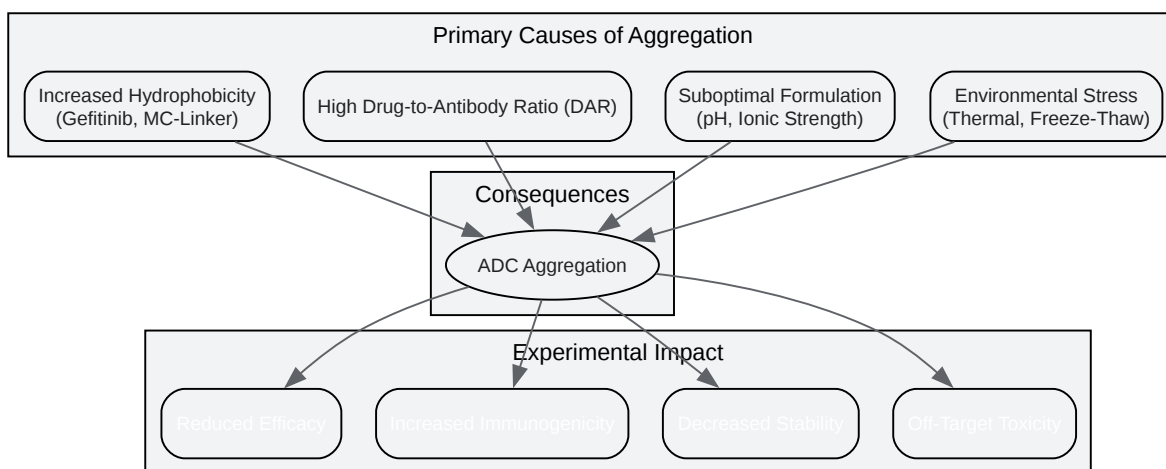 Primary Causes of Aggregation
Increased Hydrophobicity
(Gefitinib, MC-Linker)
High Drug-to-Antibody Ratio (DAR)
Suboptimal Formulation
(pH, Ionic Strength)
Environmental Stress
(Thermal, Freeze-Thaw)
Consequences
ADC Aggregation
Experimental Impact
Reduced Efficacy
Increased Immunogenicity
Decreased Stability
Off-Target Toxicity